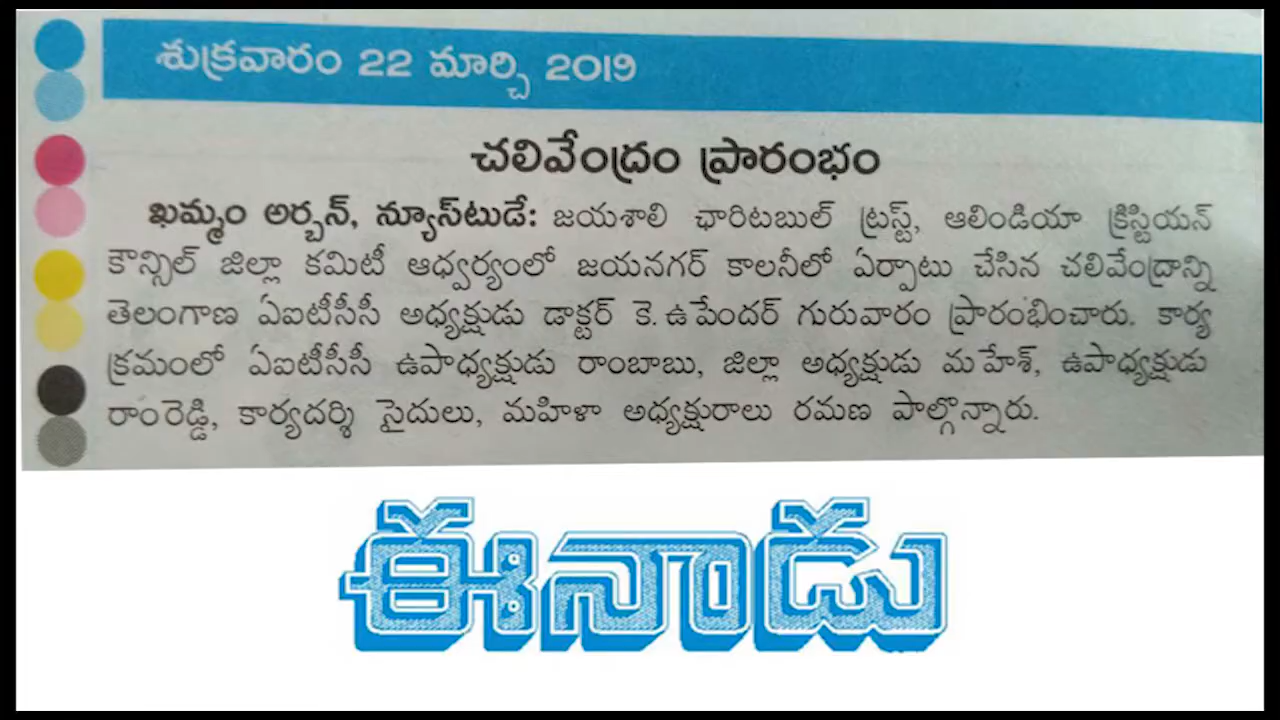 శుక్రవారం 22 మార్చి 2019
చలివేంద్రం ప్రారంభం
ఖమ్మం అర్బన్, న్యూస్‌టుడే: జయశాలి ఛారిటబుల్ ట్రస్ట్, ఆలిండియా క్రిస్టియన్
కౌన్సిల్ జిల్లా కమిటీ ఆధ్వర్యంలో జయనగర్ కాలనీలో ఏర్పాటు చేసిన చలివేంద్రాన్ని
తెలంగాణ ఏఐటీసీసీ అధ్యక్షుడు డాక్టర్ కె.ఉపేందర్ గురువారం ప్రారంభించారు. కార్య
క్రమంలో ఏఐటీసీసీ ఉపాధ్యక్షుడు రాంబాబు, జిల్లా అధ్యక్షుడు మహేశ్, ఉపాధ్యక్షుడు
రాంరెడ్డి, కార్యదర్శి సైదులు, మహిళా అధ్యక్షురాలు రమణ పాల్గొన్నారు.
ఈనాడు